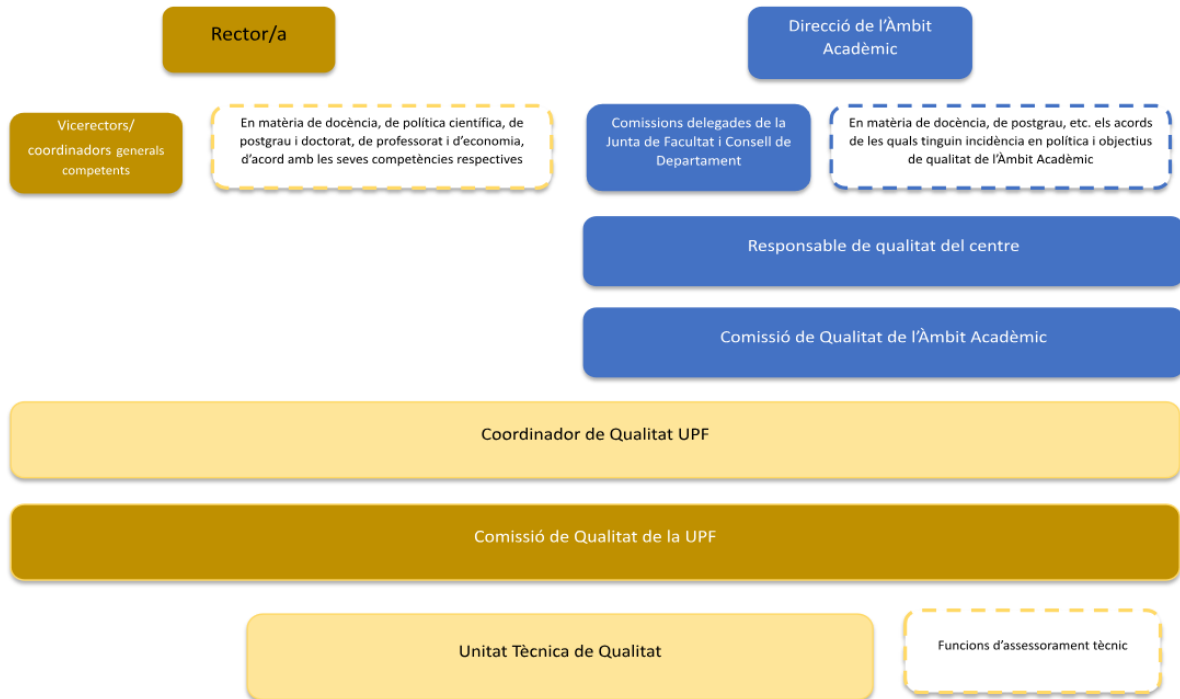 Rector/a
Direcció de l'Àmbit
Acadèmic
Vicerectors/
coordinadors generals
competents
En matèria de docència, de política científica, de
postgrau i doctorat, de professorat i d'economia,
d'acord amb les seves competències respectives
Comissions delegades de la
Junta de Facultat i Consell de
Departament
En matèria de docència, de postgrau, etc. els acords
de les quals tinguin incidència en política i objectius
de qualitat de l'Àmbit Acadèmic
Responsable de qualitat del centre
Comissió de Qualitat de l'Àmbit Acadèmic
Coordinador de Qualitat UPF
Comissió de Qualitat de la UPF
Unitat Tècnica de Qualitat
Funcions d'assessorament tècnic